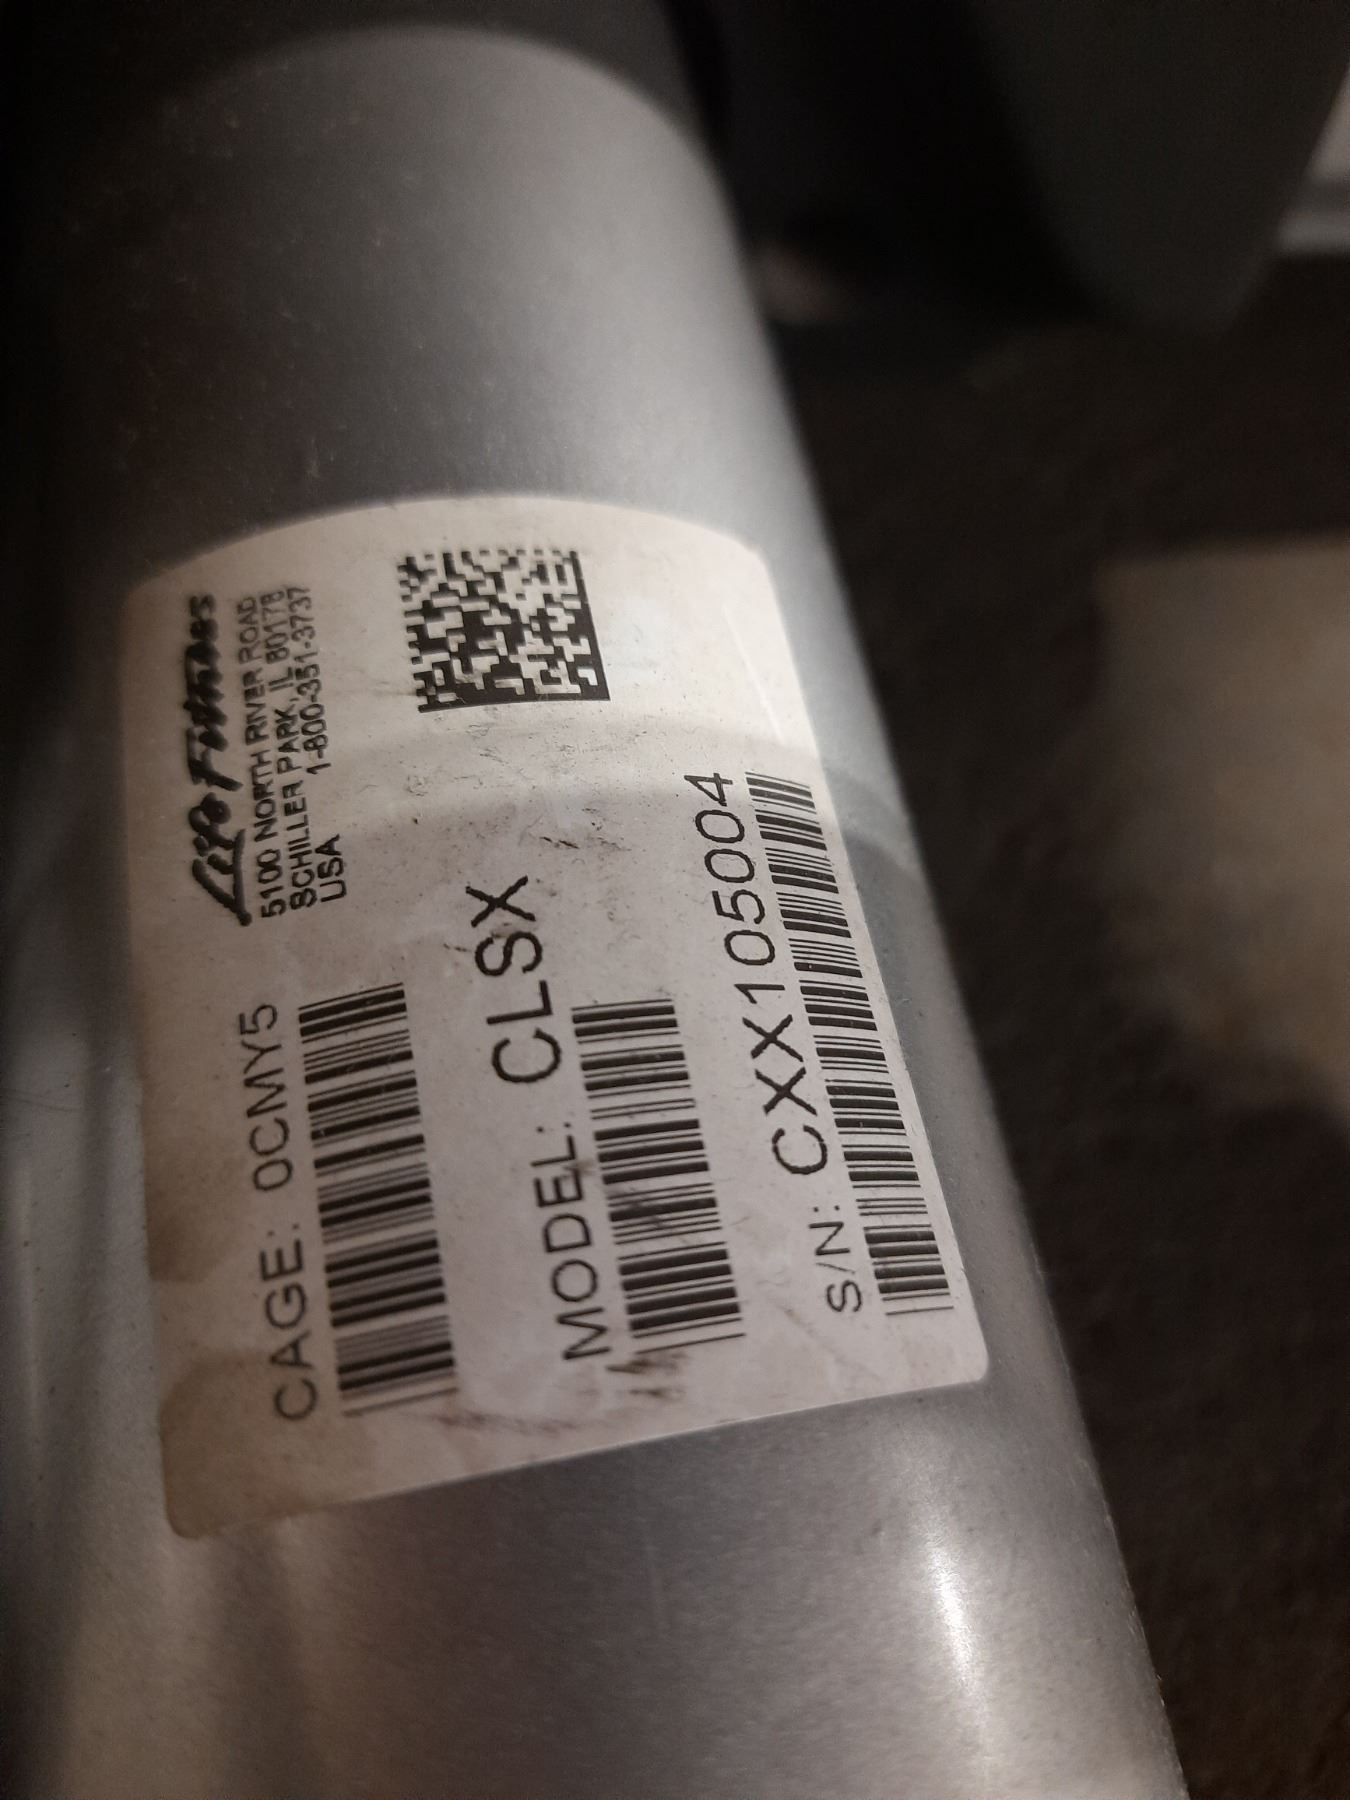 Life Fitness
5100 NORTH RIVER ROAD
SCHILLER PARK, IL 60176
1-800-351-3737
USA
CAGE: 0CMY5
MODEL: CLSX
S/N: CXX105004